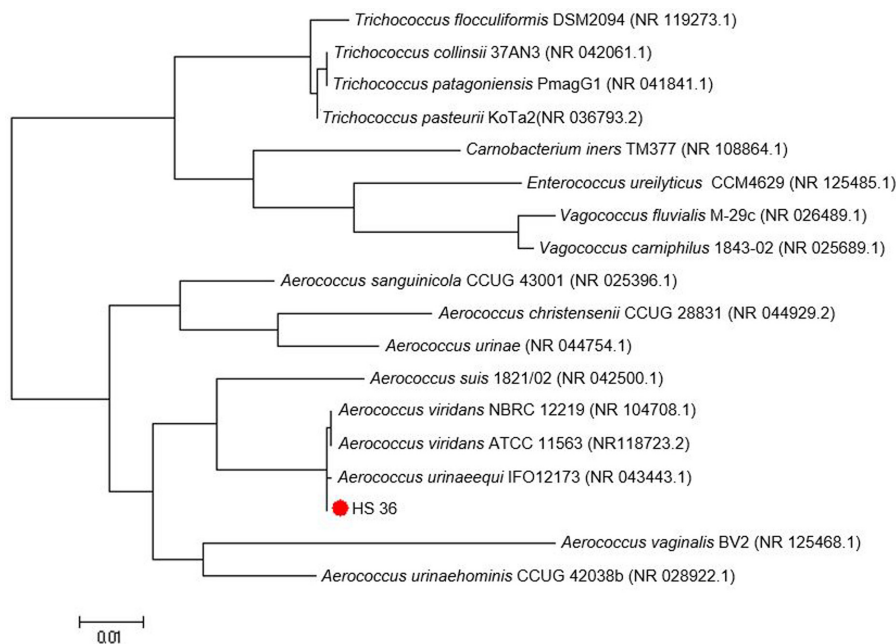 Trichococcus flocculiformis DSM2094 (NR 119273.1)
Trichococcus collinsii 37AN3 (NR 042061.1)
Trichococcus patagoniensis PmagG1 (NR 041841.1)
Trichococcus pasteurii KoTa2(NR 036793.2)
Carnobacterium iners TM377 (NR 108864.1)
Enterococcus ureilyticus CCM4629 (NR 125485.1)
Vagococcus fluvialis M-29c (NR 026489.1)
Vagococcus carniphilus 1843-02 (NR 025689.1)
Aerococcus sanguinicola CCUG 43001 (NR 025396.1)
Aerococcus christensenii CCUG 28831 (NR 044929.2)
Aerococcus urinae (NR 044754.1)
Aerococcus suis 1821/02 (NR 042500.1)
Aerococcus viridans NBRC 12219 (NR 104708.1)
Aerococcus viridans ATCC 11563 (NR118723.2)
Aerococcus urinaeequi IFO12173 (NR 043443.1)
HS 36
Aerococcus vaginalis BV2 (NR 125468.1)
Aerococcus urinaehominis CCUG 42038b (NR 028922.1)
0.01